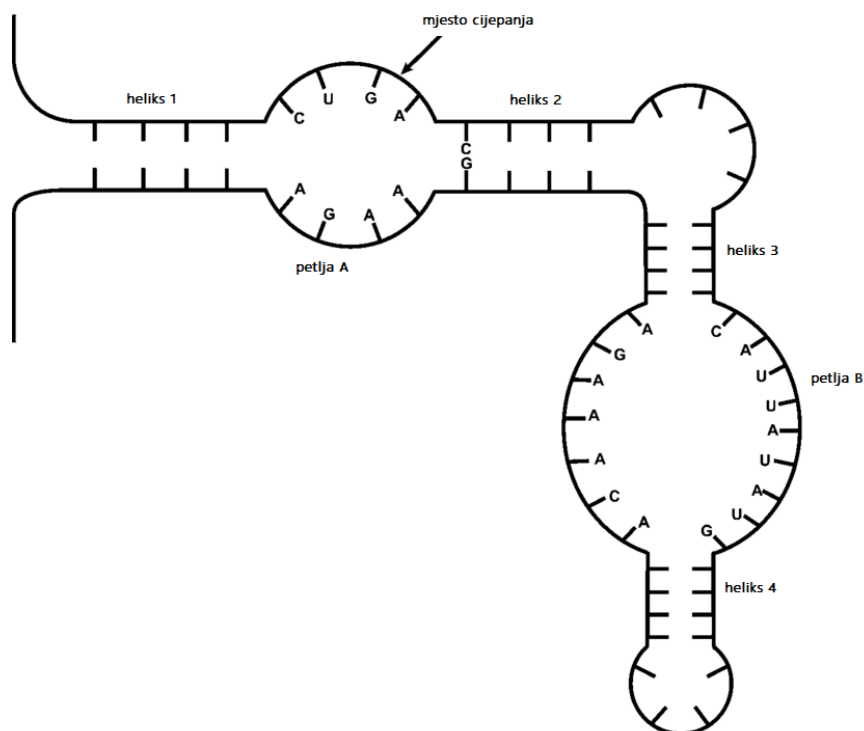 mjesto cijepanja
heliks 1
C U G A
heliks 2
C
G
A G A A
petlja A
heliks 3
A G A A A C A
C A U U A U A U G
petlja B
heliks 4